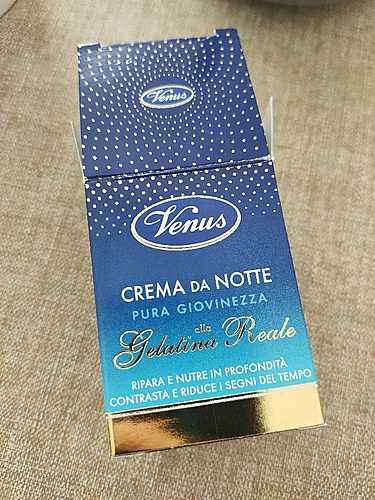 Venus
Venus
CREMA DA NOTTE
PURA GIOVINEZZA
alla
Gelatina Reale
RIPARA E NUTRE IN PROFONDITÀ
CONTRASTA E RIDUCE I SEGNI DEL TEMPO